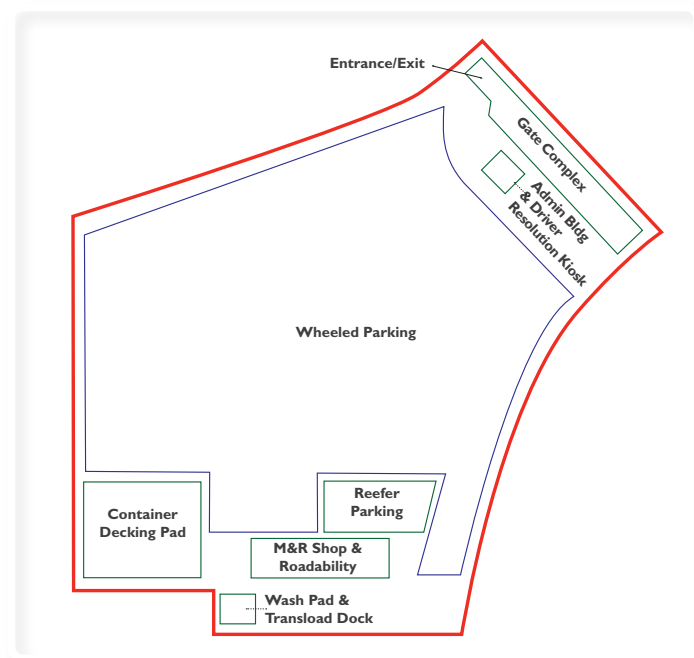 Entrance/Exit
Gate Complex
Admin Bldg
& Driver
Resolution Kiosk
Wheeled Parking
Reefer
Parking
Container
Decking Pad
M&R Shop &
Roadability
Wash Pad &
Transload Dock